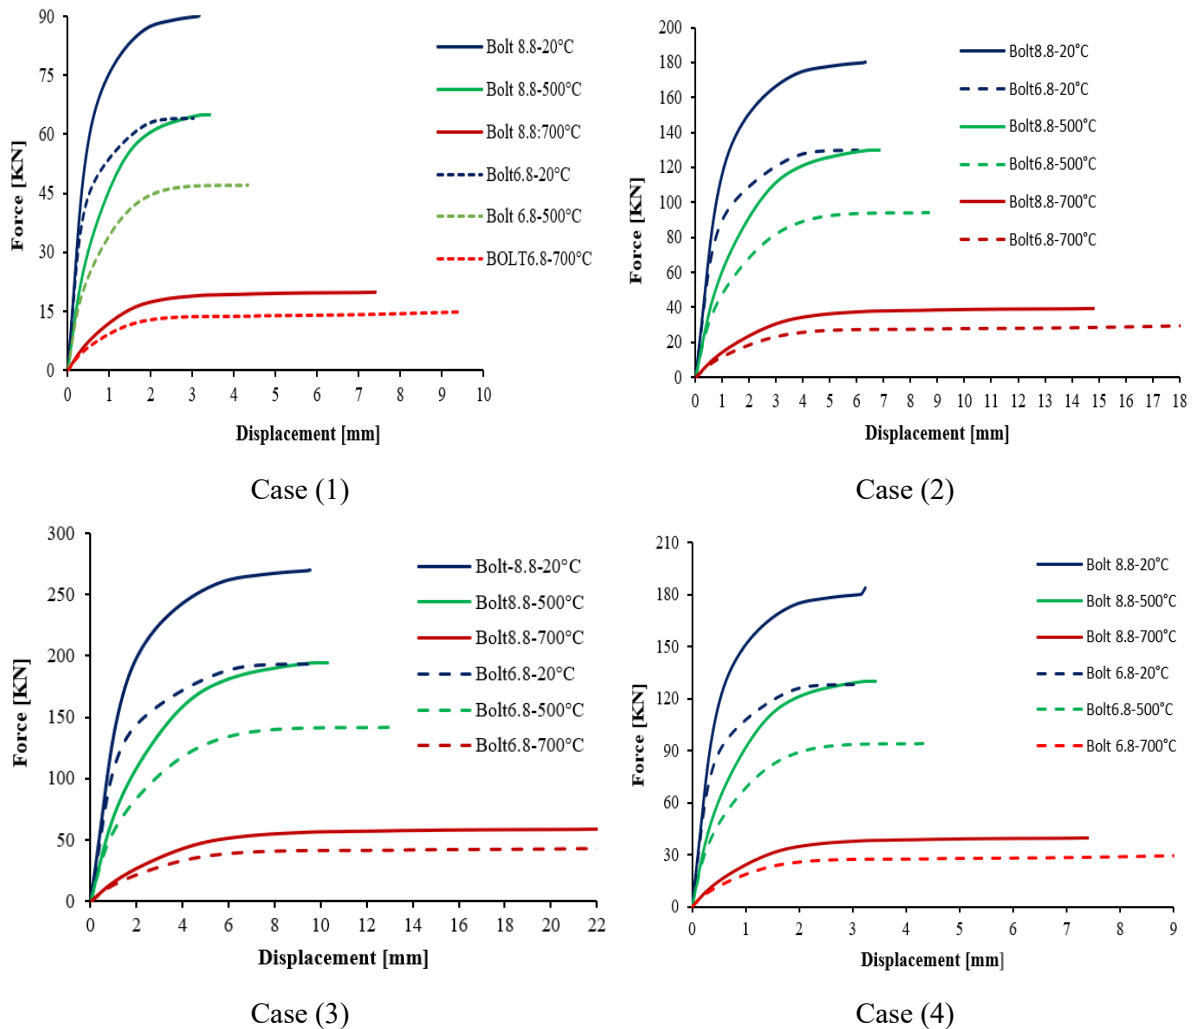 90
75
60
45
30
15
0
Force [KN]
0 1 2 3 4 5 6 7 8 9 10
Displacement [mm]
Bolt 8.8-20°C
Bolt 8.8-500°C
Bolt 8.8:700°C
Bolt6.8-20°C
Bolt 6.8-500°C
BOLT6.8-700°C
Case (1)
200
180
160
140
120
100
80
60
40
20
0
Force [KN]
0 1 2 3 4 5 6 7 8 9 10 11 12 13 14 15 16 17 18
Displacement [mm]
Bolt8.8-20°C
Bolt6.8-20°C
Bolt8.8-500°C
Bolt6.8-500°C
Bolt8.8-700°C
Bolt6.8-700°C
Case (2)
300
250
200
150
100
50
0
Force [KN]
0 2 4 6 8 10 12 14 16 18 20 22
Displacement [mm]
Bolt-8.8-20°C
Bolt8.8-500°C
Bolt8.8-700°C
Bolt6.8-20°C
Bolt6.8-500°C
Bolt6.8-700°C
Case (3)
210
180
150
120
90
60
30
0
Force [KN]
0 1 2 3 4 5 6 7 8 9
Displacement [mm]
Bolt 8.8-20°C
Bolt 8.8-500°C
Bolt 8.8-700°C
Bolt 6.8-20°C
Bolt6.8-500°C
Bolt 6.8-700°C
Case (4)